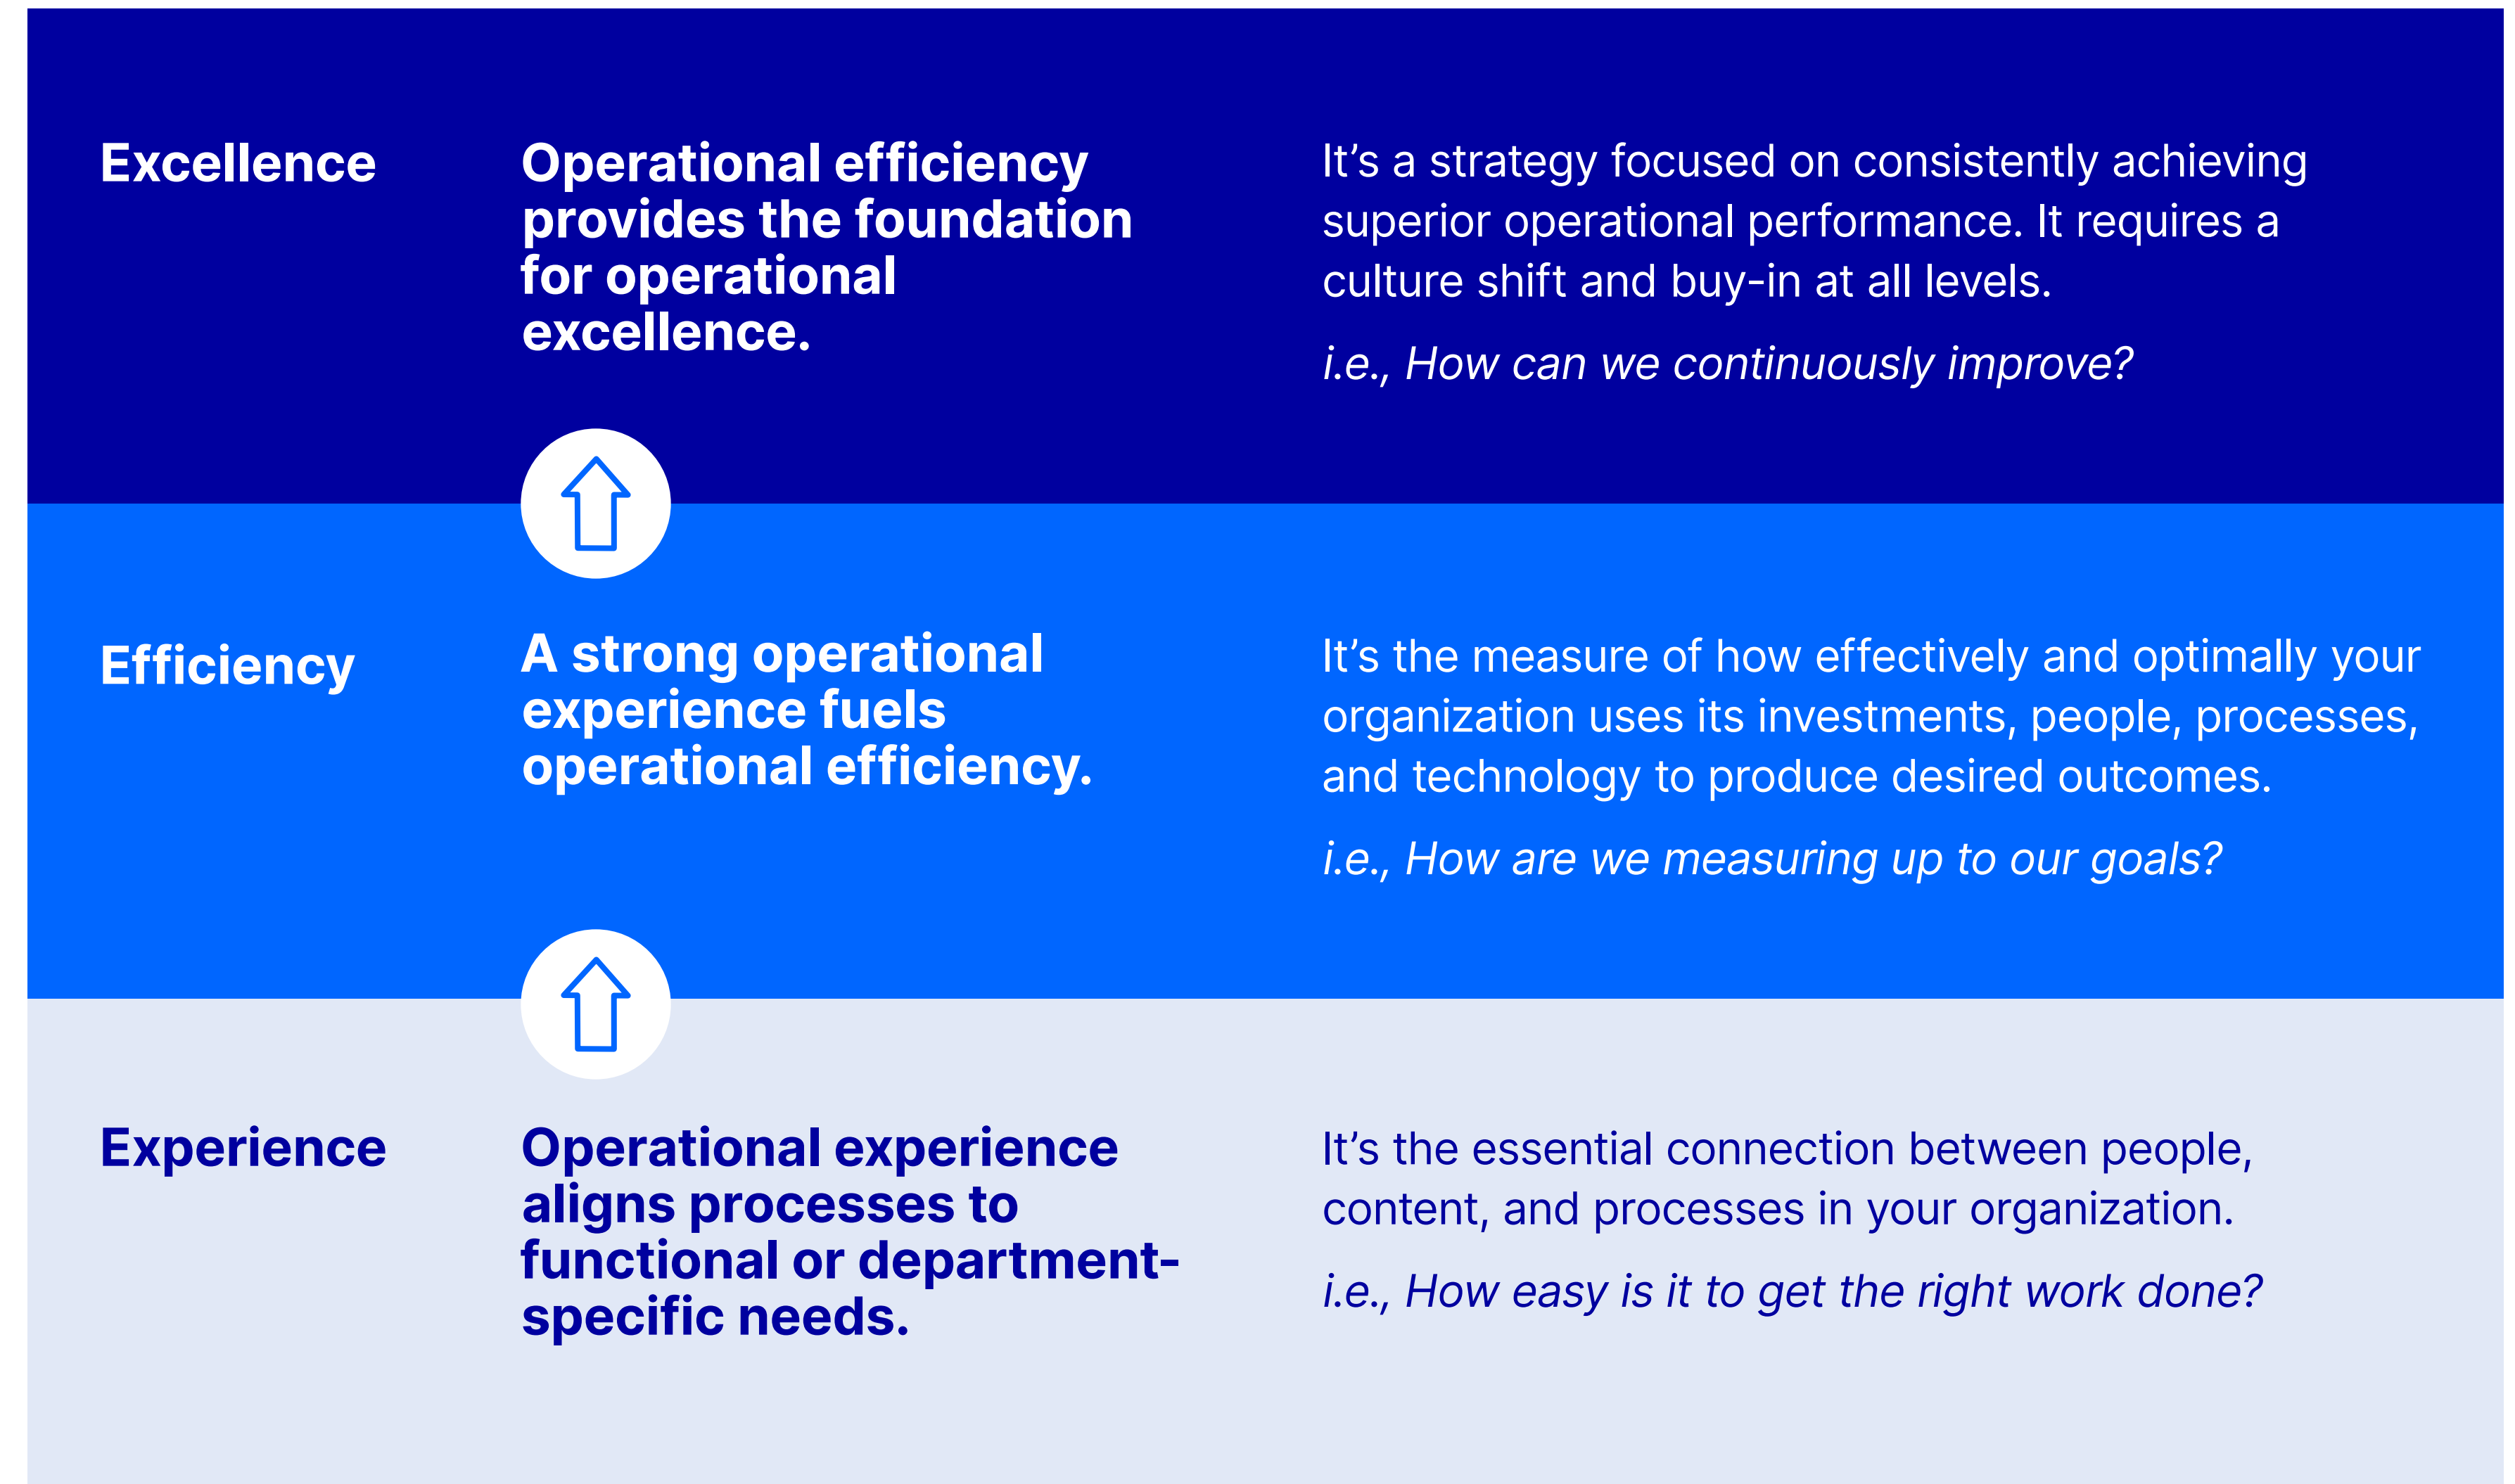 Excellence
Operational efficiency
provides the foundation
for operational
excellence.
It’s a strategy focused on consistently achieving
superior operational performance. It requires a
culture shift and buy-in at all levels.
i.e., How can we continuously improve?
Efficiency
A strong operational
experience fuels
operational efficiency.
It’s the measure of how effectively and optimally your
organization uses its investments, people, processes,
and technology to produce desired outcomes.
i.e., How are we measuring up to our goals?
Experience
Operational experience
aligns processes to
functional or department-
specific needs.
It’s the essential connection between people,
content, and processes in your organization.
i.e., How easy is it to get the right work done?